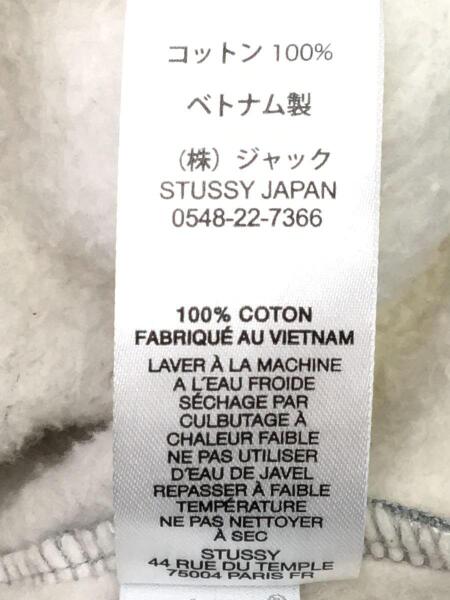 コットン 100%
ベトナム製
（株）ジャック
STUSSY JAPAN
0548-22-7366
100% COTON
FABRIQUÉ AU VIETNAM
LAVER À LA MACHINE
A L'EAU FROIDE
SÉCHAGE PAR
CULBUTAGE À
CHALEUR FAIBLE
NE PAS UTILISER
D'EAU DE JAVEL
REPASSER À FAIBLE
TEMPÉRATURE
NE PAS NETTOYER
À SEC
STUSSY
44 RUE DU TEMPLE
75004 PARIS FR